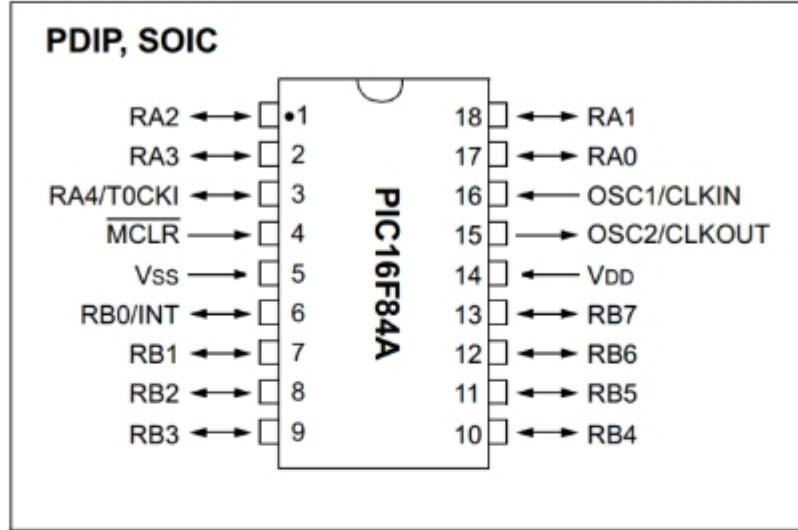 PDIP, SOIC
RA2 •1 18 RA1
RA3 2 17 RA0
RA4/T0CKI 3 16 OSC1/CLKIN
MCLR 4 15 OSC2/CLKOUT
VSS 5 14 VDD
RB0/INT 6 13 RB7
RB1 7 12 RB6
RB2 8 11 RB5
RB3 9 10 RB4
PIC16F84A